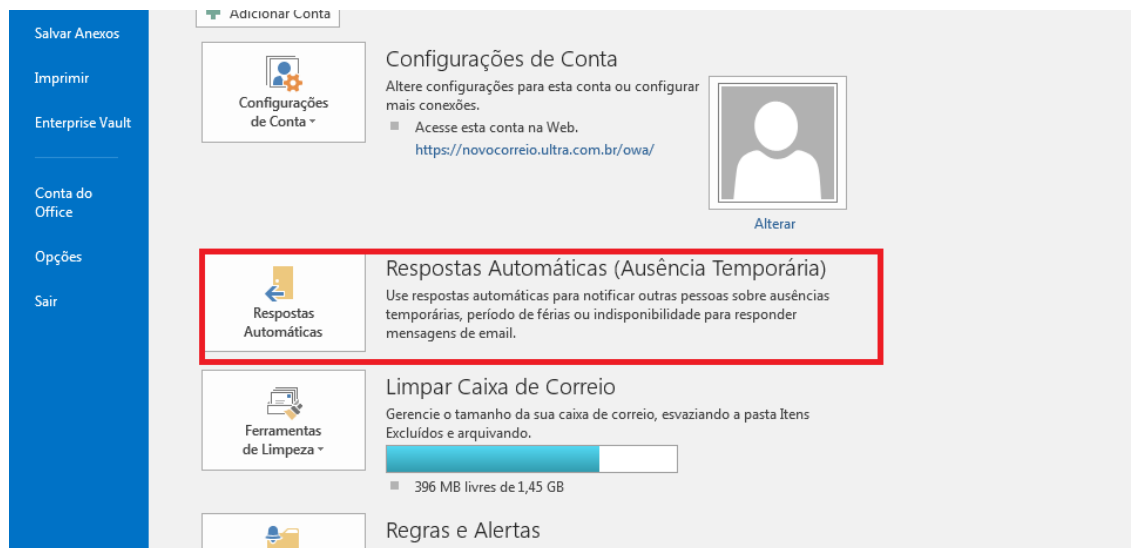 Adicionar Conta
Salvar Anexos
Imprimir
Enterprise Vault
Conta do
Office
Opções
Sair
Configurações
de Conta
Configurações de Conta
Altere configurações para esta conta ou configurar
mais conexões.
Acesse esta conta na Web.
https://novocorreio.ultra.com.br/owa/
Alterar
Respostas
Automáticas
Respostas Automáticas (Ausência Temporária)
Use respostas automáticas para notificar outras pessoas sobre ausências
temporárias, período de férias ou indisponibilidade para responder
mensagens de email.
Ferramentas
de Limpeza
Limpar Caixa de Correio
Gerencie o tamanho da sua caixa de correio, esvaziando a pasta Itens
Excluídos e arquivando.
396 MB livres de 1,45 GB
Regras e Alertas